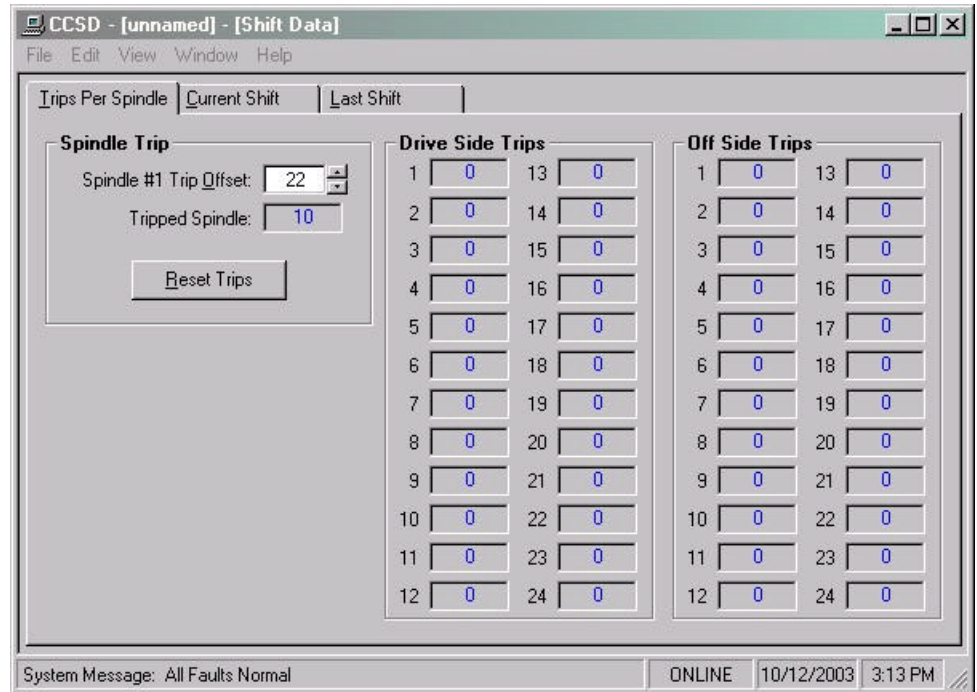 CCSD - [unnamed] - [Shift Data]
File Edit View Window Help
Trips Per Spindle Current Shift Last Shift
Spindle Trip
Spindle #1 Trip Offset: 22
Tripped Spindle: 10
Reset Trips
Drive Side Trips
1 0 13 0
2 0 14 0
3 0 15 0
4 0 16 0
5 0 17 0
6 0 18 0
7 0 19 0
8 0 20 0
9 0 21 0
10 0 22 0
11 0 23 0
12 0 24 0
Off Side Trips
1 0 13 0
2 0 14 0
3 0 15 0
4 0 16 0
5 0 17 0
6 0 18 0
7 0 19 0
8 0 20 0
9 0 21 0
10 0 22 0
11 0 23 0
12 0 24 0
System Message: All Faults Normal ONLINE 10/12/2003 3:13 PM